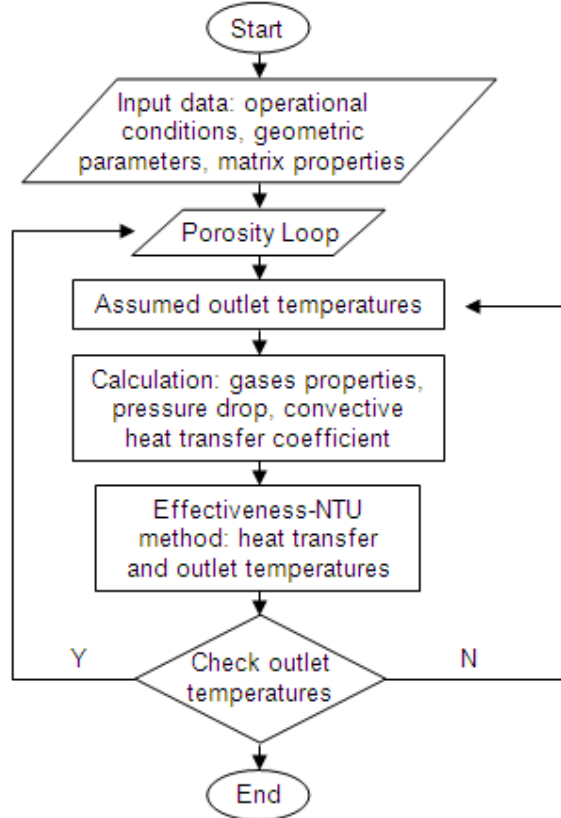 Start
Input data: operational
conditions, geometric
parameters, matrix properties
Porosity Loop
Assumed outlet temperatures
Calculation: gases properties,
pressure drop, convective
heat transfer coefficient
Effectiveness-NTU
method: heat transfer
and outlet temperatures
Y
Check outlet
temperatures
N
End